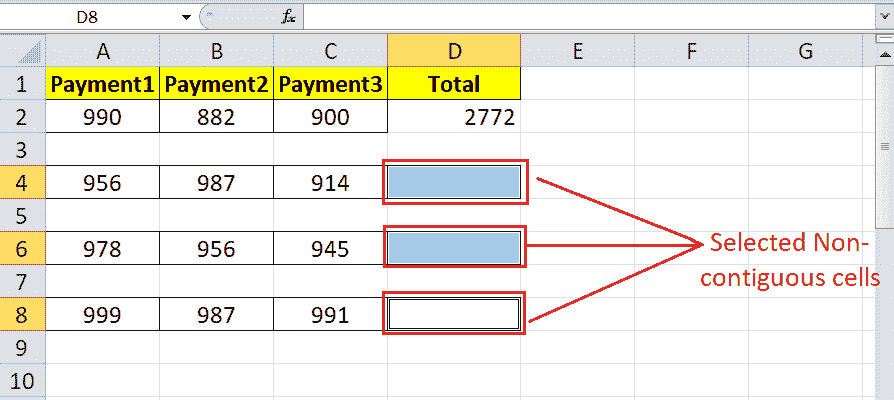 D8 fx
A B C D E F G
1 Payment1 Payment2 Payment3 Total
2 990 882 900 2772
3
4 956 987 914
5
6 978 956 945
7
8 999 987 991
9
10
Selected Non-
contiguous cells